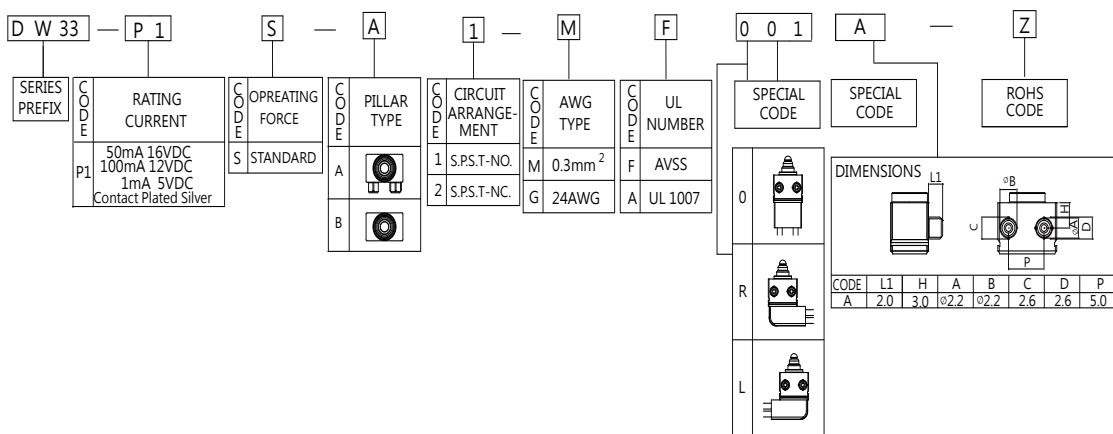 D W 33 — P 1 S — A 1 — M F 0 0 1 A — Z
SERIES
PREFIX
CODE
RATING
CURRENT
P1
50mA 16VDC
100mA 12VDC
1mA 5VDC
Contact Plated Silver
CODE
OPREATING
FORCE
S STANDARD
CODE
PILLAR
TYPE
A
B
CODE
CIRCUIT
ARRANGE-
MENT
1 S.P.S.T-NO.
2 S.P.S.T-NC.
CODE
AWG
TYPE
M 0.3mm²
G 24AWG
CODE
UL
NUMBER
F AVSS
A UL 1007
SPECIAL
CODE
0
R
L
SPECIAL
CODE
ROHS
CODE
DIMENSIONS
L1
øB
H
C
øA
D
P
CODE L1 H A B C D P
A 2.0 3.0 ø2.2 ø2.2 2.6 2.6 5.0